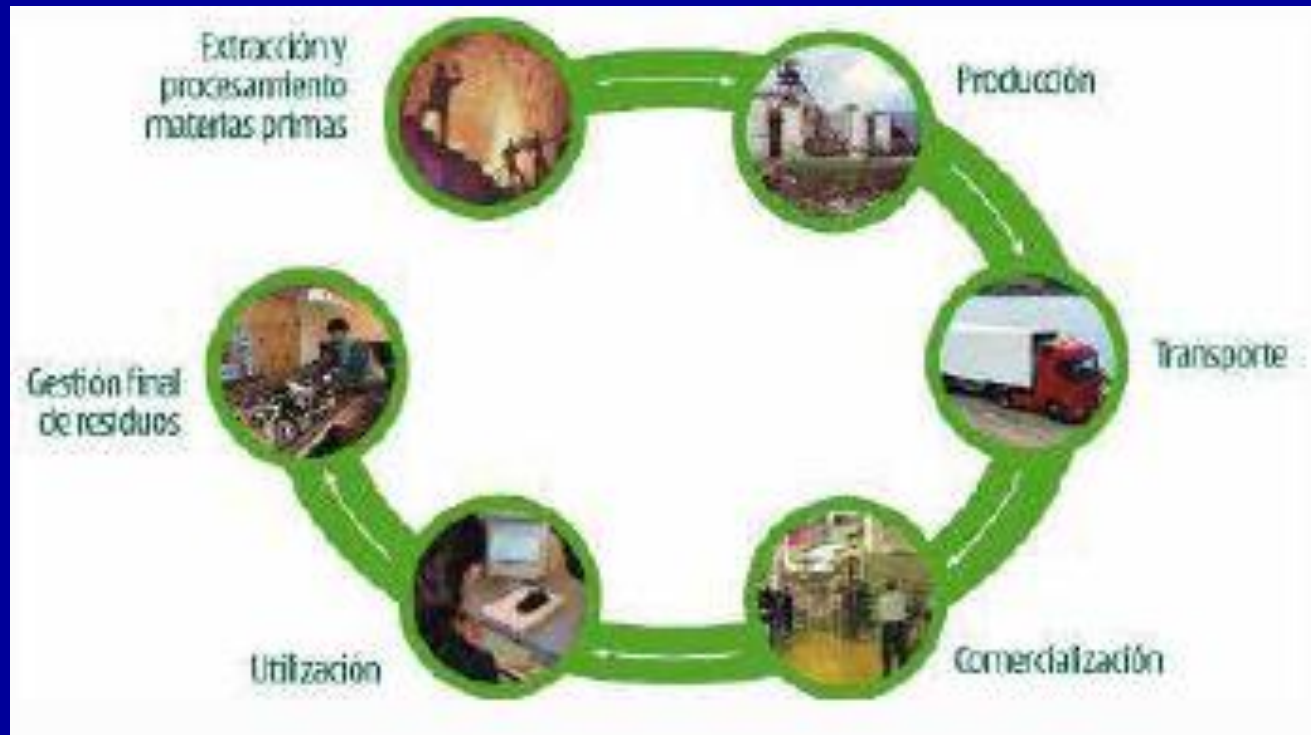 Extracción y
procesamiento
materias primas
Producción
Transporte
Comercialización
Utilización
Gestión final
de residuos